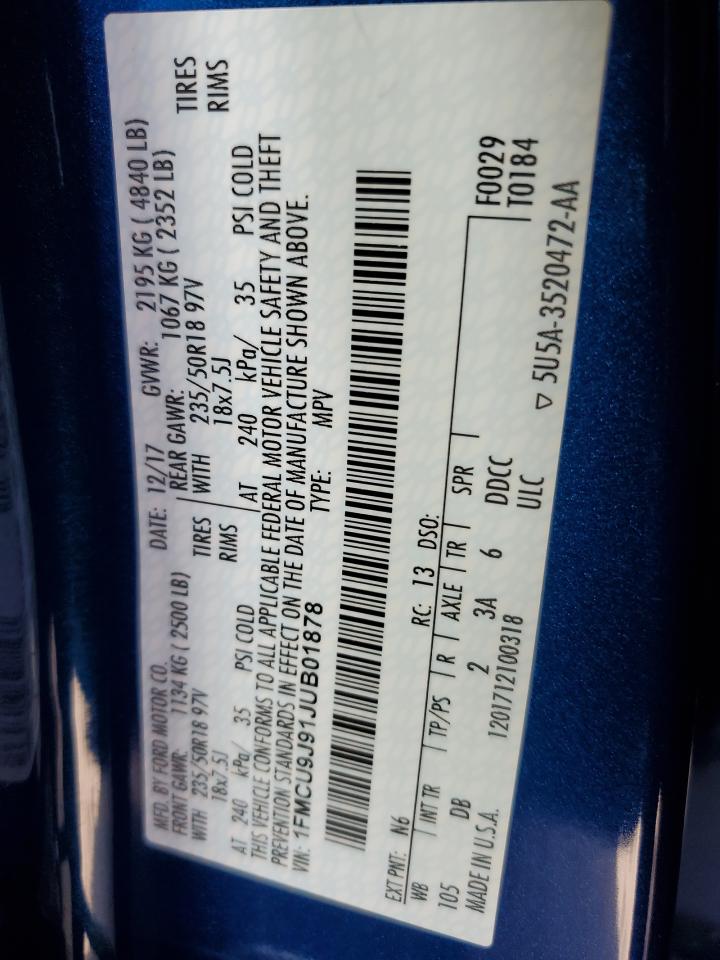 MFD. BY FORD MOTOR CO. DATE: 12/17 GVWR: 2195 KG ( 4840 LB)
FRONT GAWR: 1134 KG ( 2500 LB) REAR GAWR: 1067 KG ( 2352 LB)
WITH 235/50R18 97V TIRES WITH 235/50R18 97V TIRES
18x7.5J RIMS 18x7.5J RIMS
AT 240 kPa/ 35 PSI COLD AT 240 kPa/ 35 PSI COLD
THIS VEHICLE CONFORMS TO ALL APPLICABLE FEDERAL MOTOR VEHICLE SAFETY AND THEFT
PREVENTION STANDARDS IN EFFECT ON THE DATE OF MANUFACTURE SHOWN ABOVE.
VIN: 1FMCU9J91JUB01878 TYPE: MPV
EXT PNT: N6 RC: 13 DSO:
WB INT TR TP/PS R AXLE TR SPR F0029
105 DB 2 3A 6 DDCC T0184
MADE IN U.S.A. 1201712100318 ULC ▽ 5U5A-3520472-AA